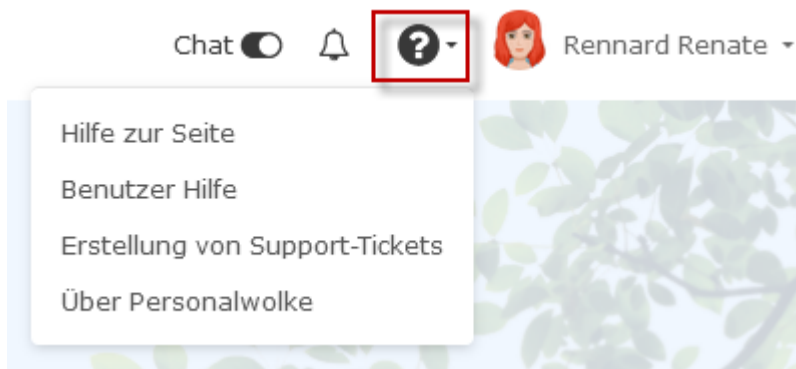 Chat Rennard Renate
Hilfe zur Seite
Benutzer Hilfe
Erstellung von Support-Tickets
Über Personalwolke